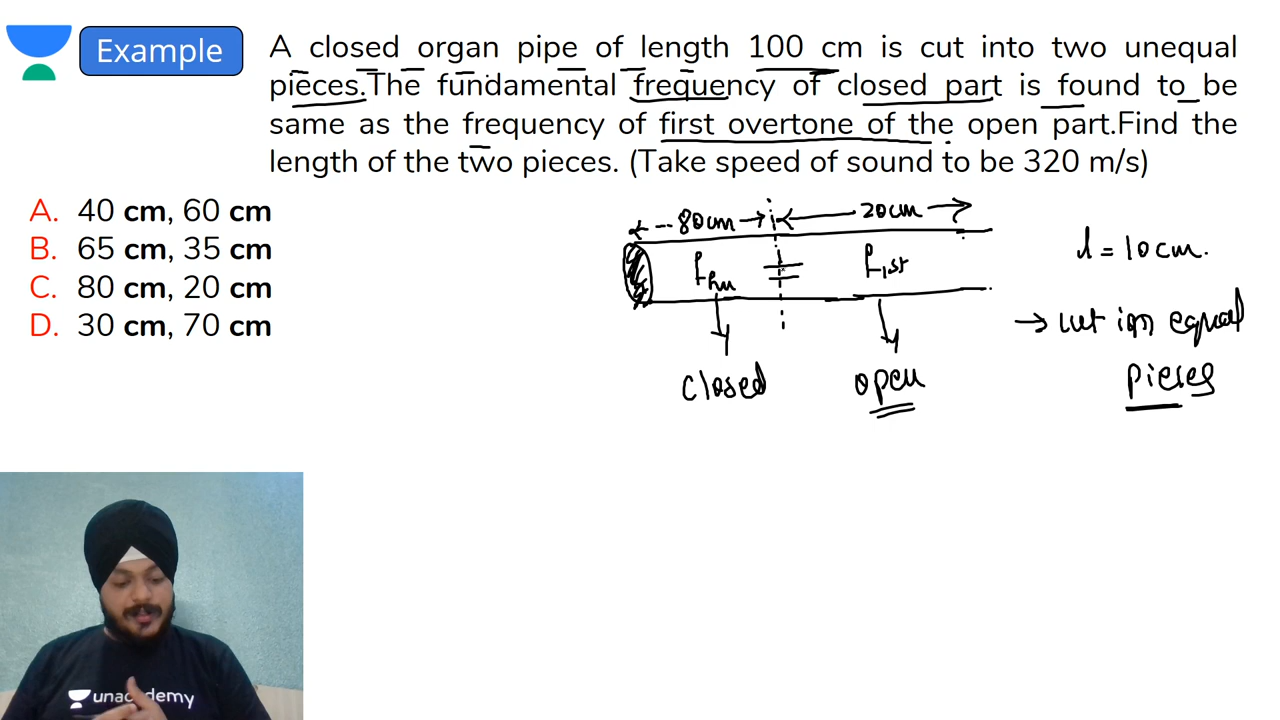 Example
A closed organ pipe of length 100 cm is cut into two unequal
pieces.The fundamental frequency of closed part is found to be
same as the frequency of first overtone of the open part.Find the
length of the two pieces. (Take speed of sound to be 320 m/s)
A. 40 cm, 60 cm
B. 65 cm, 35 cm
C. 80 cm, 20 cm
D. 30 cm, 70 cm
80cm 20cm
l = 10cm.
f1st
→ cut equal
pieses
closed open
unacademy